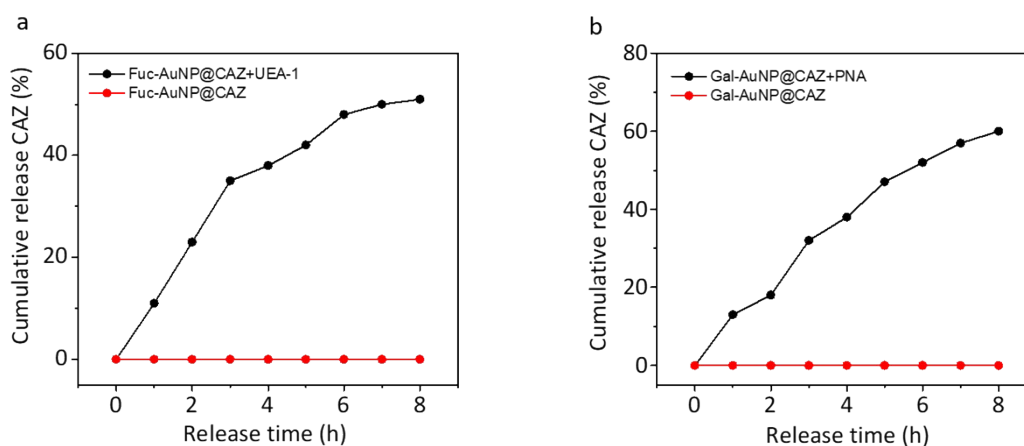 a
60
40
20
0
Cumulative release CAZ (%)
Fuc-AuNP@CAZ+UEA-1
Fuc-AuNP@CAZ
0 2 4 6 8
Release time (h)
b
80
60
40
20
0
Cumulative release CAZ (%)
Gal-AuNP@CAZ+PNA
Gal-AuNP@CAZ
0 2 4 6 8
Release time (h)